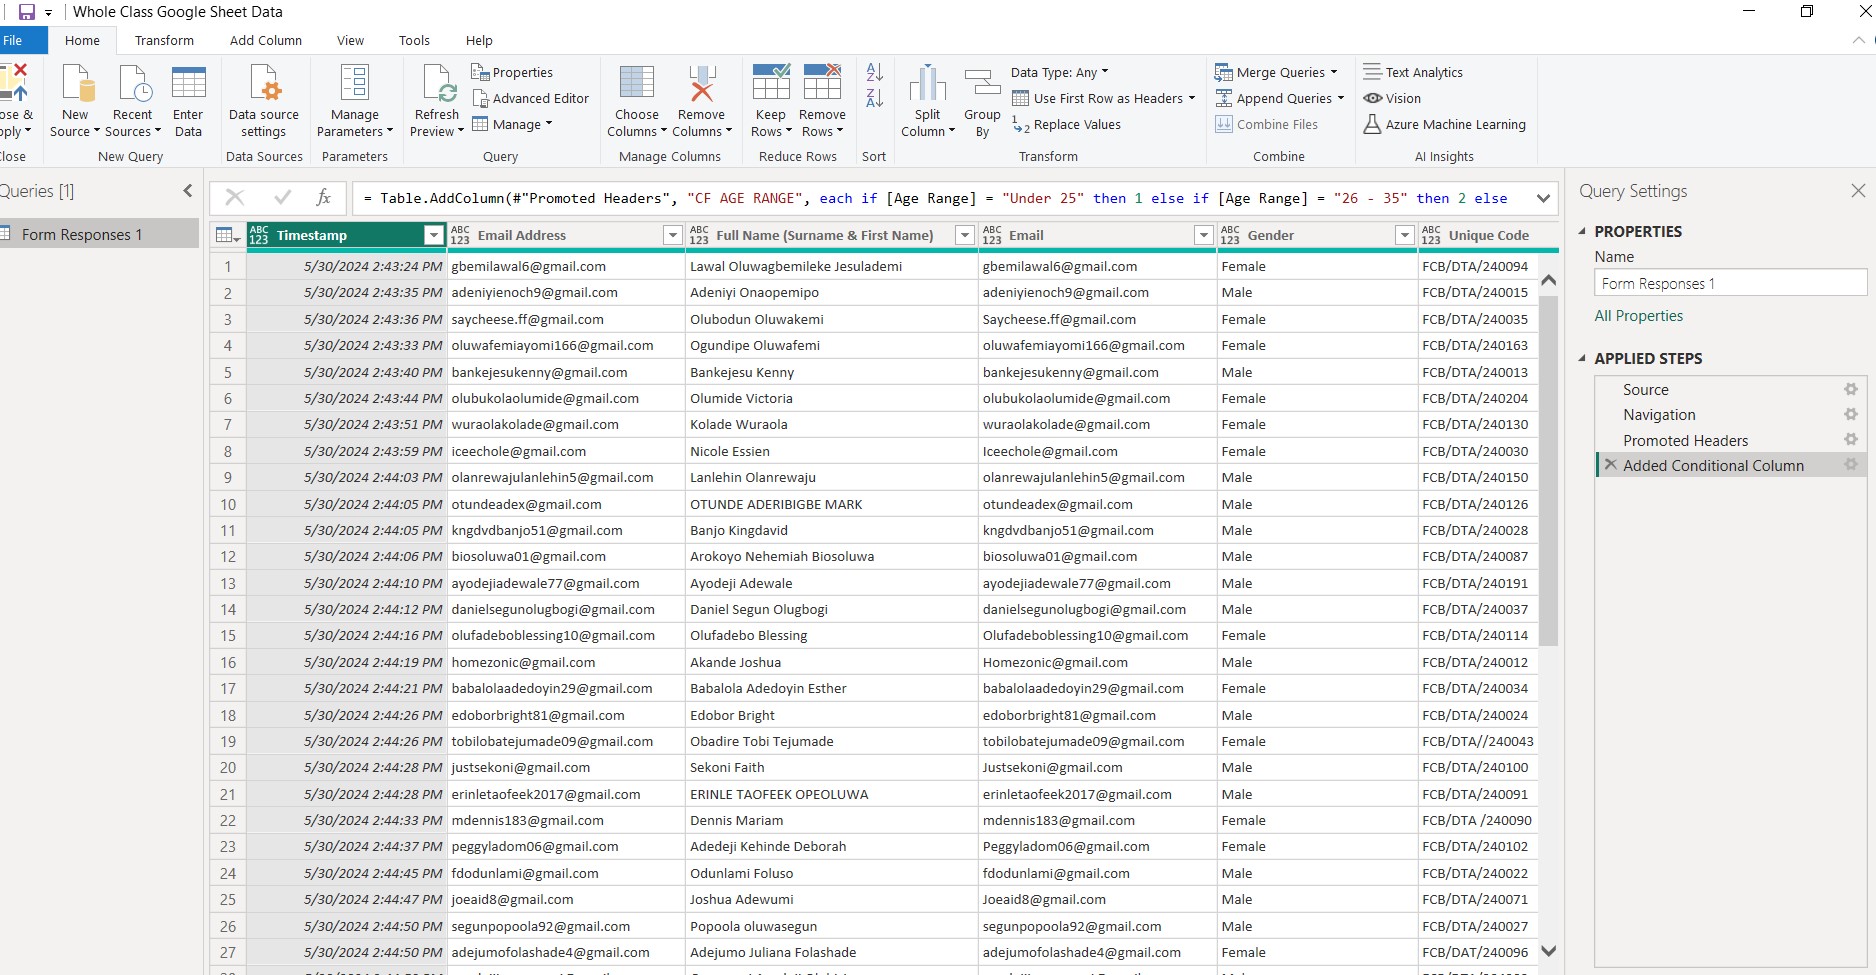 Whole Class Google Sheet Data
File Home Transform Add Column View Tools Help
New Source
Recent Sources
Enter Data
New Query
Data source settings
Data Sources
Manage Parameters
Parameters
Refresh Preview
Properties
Advanced Editor
Manage
Query
Choose Columns
Remove Columns
Manage Columns
Keep Rows
Remove Rows
Reduce Rows
Sort
Split Column
Group By
Data Type: Any
Use First Row as Headers
Replace Values
Transform
Merge Queries
Append Queries
Combine Files
Combine
Text Analytics
Vision
Azure Machine Learning
AI Insights
Queries [1]
Form Responses 1
fx = Table.AddColumn(#"Promoted Headers", "CF AGE RANGE", each if [Age Range] = "Under 25" then 1 else if [Age Range] = "26 - 35" then 2 else
ABC 123 Timestamp ABC 123 Email Address ABC 123 Full Name (Surname & First Name) ABC 123 Email ABC 123 Gender ABC 123 Unique Code
1 5/30/2024 2:43:24 PM gbemilawal6@gmail.com Lawal Oluwagbemileke Jesulademi gbemilawal6@gmail.com Female FCB/DTA/240094
2 5/30/2024 2:43:35 PM adeniyienoch9@gmail.com Adeniyi Onaopemipo adeniyienoch9@gmail.com Male FCB/DTA/240015
3 5/30/2024 2:43:36 PM saycheese.ff@gmail.com Olubodun Oluwakemi Saycheese.ff@gmail.com Female FCB/DTA/240035
4 5/30/2024 2:43:33 PM oluwafemiayomi166@gmail.com Ogundipe Oluwafemi oluwafemiayomi166@gmail.com Female FCB/DTA/240163
5 5/30/2024 2:43:40 PM bankejesukenny@gmail.com Bankejesu Kenny bankejesukenny@gmail.com Male FCB/DTA/240013
6 5/30/2024 2:43:44 PM olubukolaolumide@gmail.com Olumide Victoria olubukolaolumide@gmail.com Female FCB/DTA/240204
7 5/30/2024 2:43:51 PM wuraolakolade@gmail.com Kolade Wuraola wuraolakolade@gmail.com Female FCB/DTA/240130
8 5/30/2024 2:43:59 PM iceechole@gmail.com Nicole Essien Iceechole@gmail.com Female FCB/DTA/240030
9 5/30/2024 2:44:03 PM olanrewajulanlehin5@gmail.com Lanlehin Olanrewaju olanrewajulanlehin5@gmail.com Male FCB/DTA/240150
10 5/30/2024 2:44:05 PM otundeadex@gmail.com OTUNDE ADERIBIGBE MARK otundeadex@gmail.com Male FCB/DTA/240126
11 5/30/2024 2:44:05 PM kngdvdbanjo51@gmail.com Banjo Kingdavid kngdvdbanjo51@gmail.com Male FCB/DTA/240028
12 5/30/2024 2:44:06 PM biosoluwa01@gmail.com Arokoyo Nehemiah Biosoluwa biosoluwa01@gmail.com Male FCB/DTA/240087
13 5/30/2024 2:44:10 PM ayodejiadewale77@gmail.com Ayodeji Adewale ayodejiadewale77@gmail.com Male FCB/DTA/240191
14 5/30/2024 2:44:12 PM danielsegunolugbogi@gmail.com Daniel Segun Olugbogi danielsegunolugbogi@gmail.com Male FCB/DTA/240037
15 5/30/2024 2:44:16 PM olufadeboblessing10@gmail.com Olufadebo Blessing Olufadeboblessing10@gmail.com Female FCB/DTA/240114
16 5/30/2024 2:44:19 PM homezonic@gmail.com Akande Joshua Homezonic@gmail.com Male FCB/DTA/240012
17 5/30/2024 2:44:21 PM babalolaadedoyin29@gmail.com Babalola Adedoyin Esther babalolaadedoyin29@gmail.com Female FCB/DTA/240034
18 5/30/2024 2:44:26 PM edoborbright81@gmail.com Edobor Bright edoborbright81@gmail.com Male FCB/DTA/240024
19 5/30/2024 2:44:26 PM tobilobatejumade09@gmail.com Obadire Tobi Tejumade tobilobatejumade09@gmail.com Female FCB/DTA//240043
20 5/30/2024 2:44:28 PM justsekoni@gmail.com Sekoni Faith Justsekoni@gmail.com Male FCB/DTA/240100
21 5/30/2024 2:44:28 PM erinletaofeek2017@gmail.com ERINLE TAOFEEK OPEOLUWA erinletaofeek2017@gmail.com Male FCB/DTA/240091
22 5/30/2024 2:44:33 PM mdennis183@gmail.com Dennis Mariam mdennis183@gmail.com Female FCB/DTA /240090
23 5/30/2024 2:44:37 PM peggyladom06@gmail.com Adedeji Kehinde Deborah Peggyladom06@gmail.com Female FCB/DTA/240102
24 5/30/2024 2:44:45 PM fdodunlami@gmail.com Odunlami Foluso fdodunlami@gmail.com Male FCB/DTA/240022
25 5/30/2024 2:44:47 PM joeaid8@gmail.com Joshua Adewumi Joeaid8@gmail.com Male FCB/DTA/240071
26 5/30/2024 2:44:50 PM segunpopoola92@gmail.com Popoola oluwasegun segunpopoola92@gmail.com Male FCB/DTA/240027
27 5/30/2024 2:44:50 PM adejumofolashade4@gmail.com Adejumo Juliana Folashade adejumofolashade4@gmail.com Female FCB/DAT/240096
Query Settings
PROPERTIES
Name
Form Responses 1
All Properties
APPLIED STEPS
Source
Navigation
Promoted Headers
Added Conditional Column